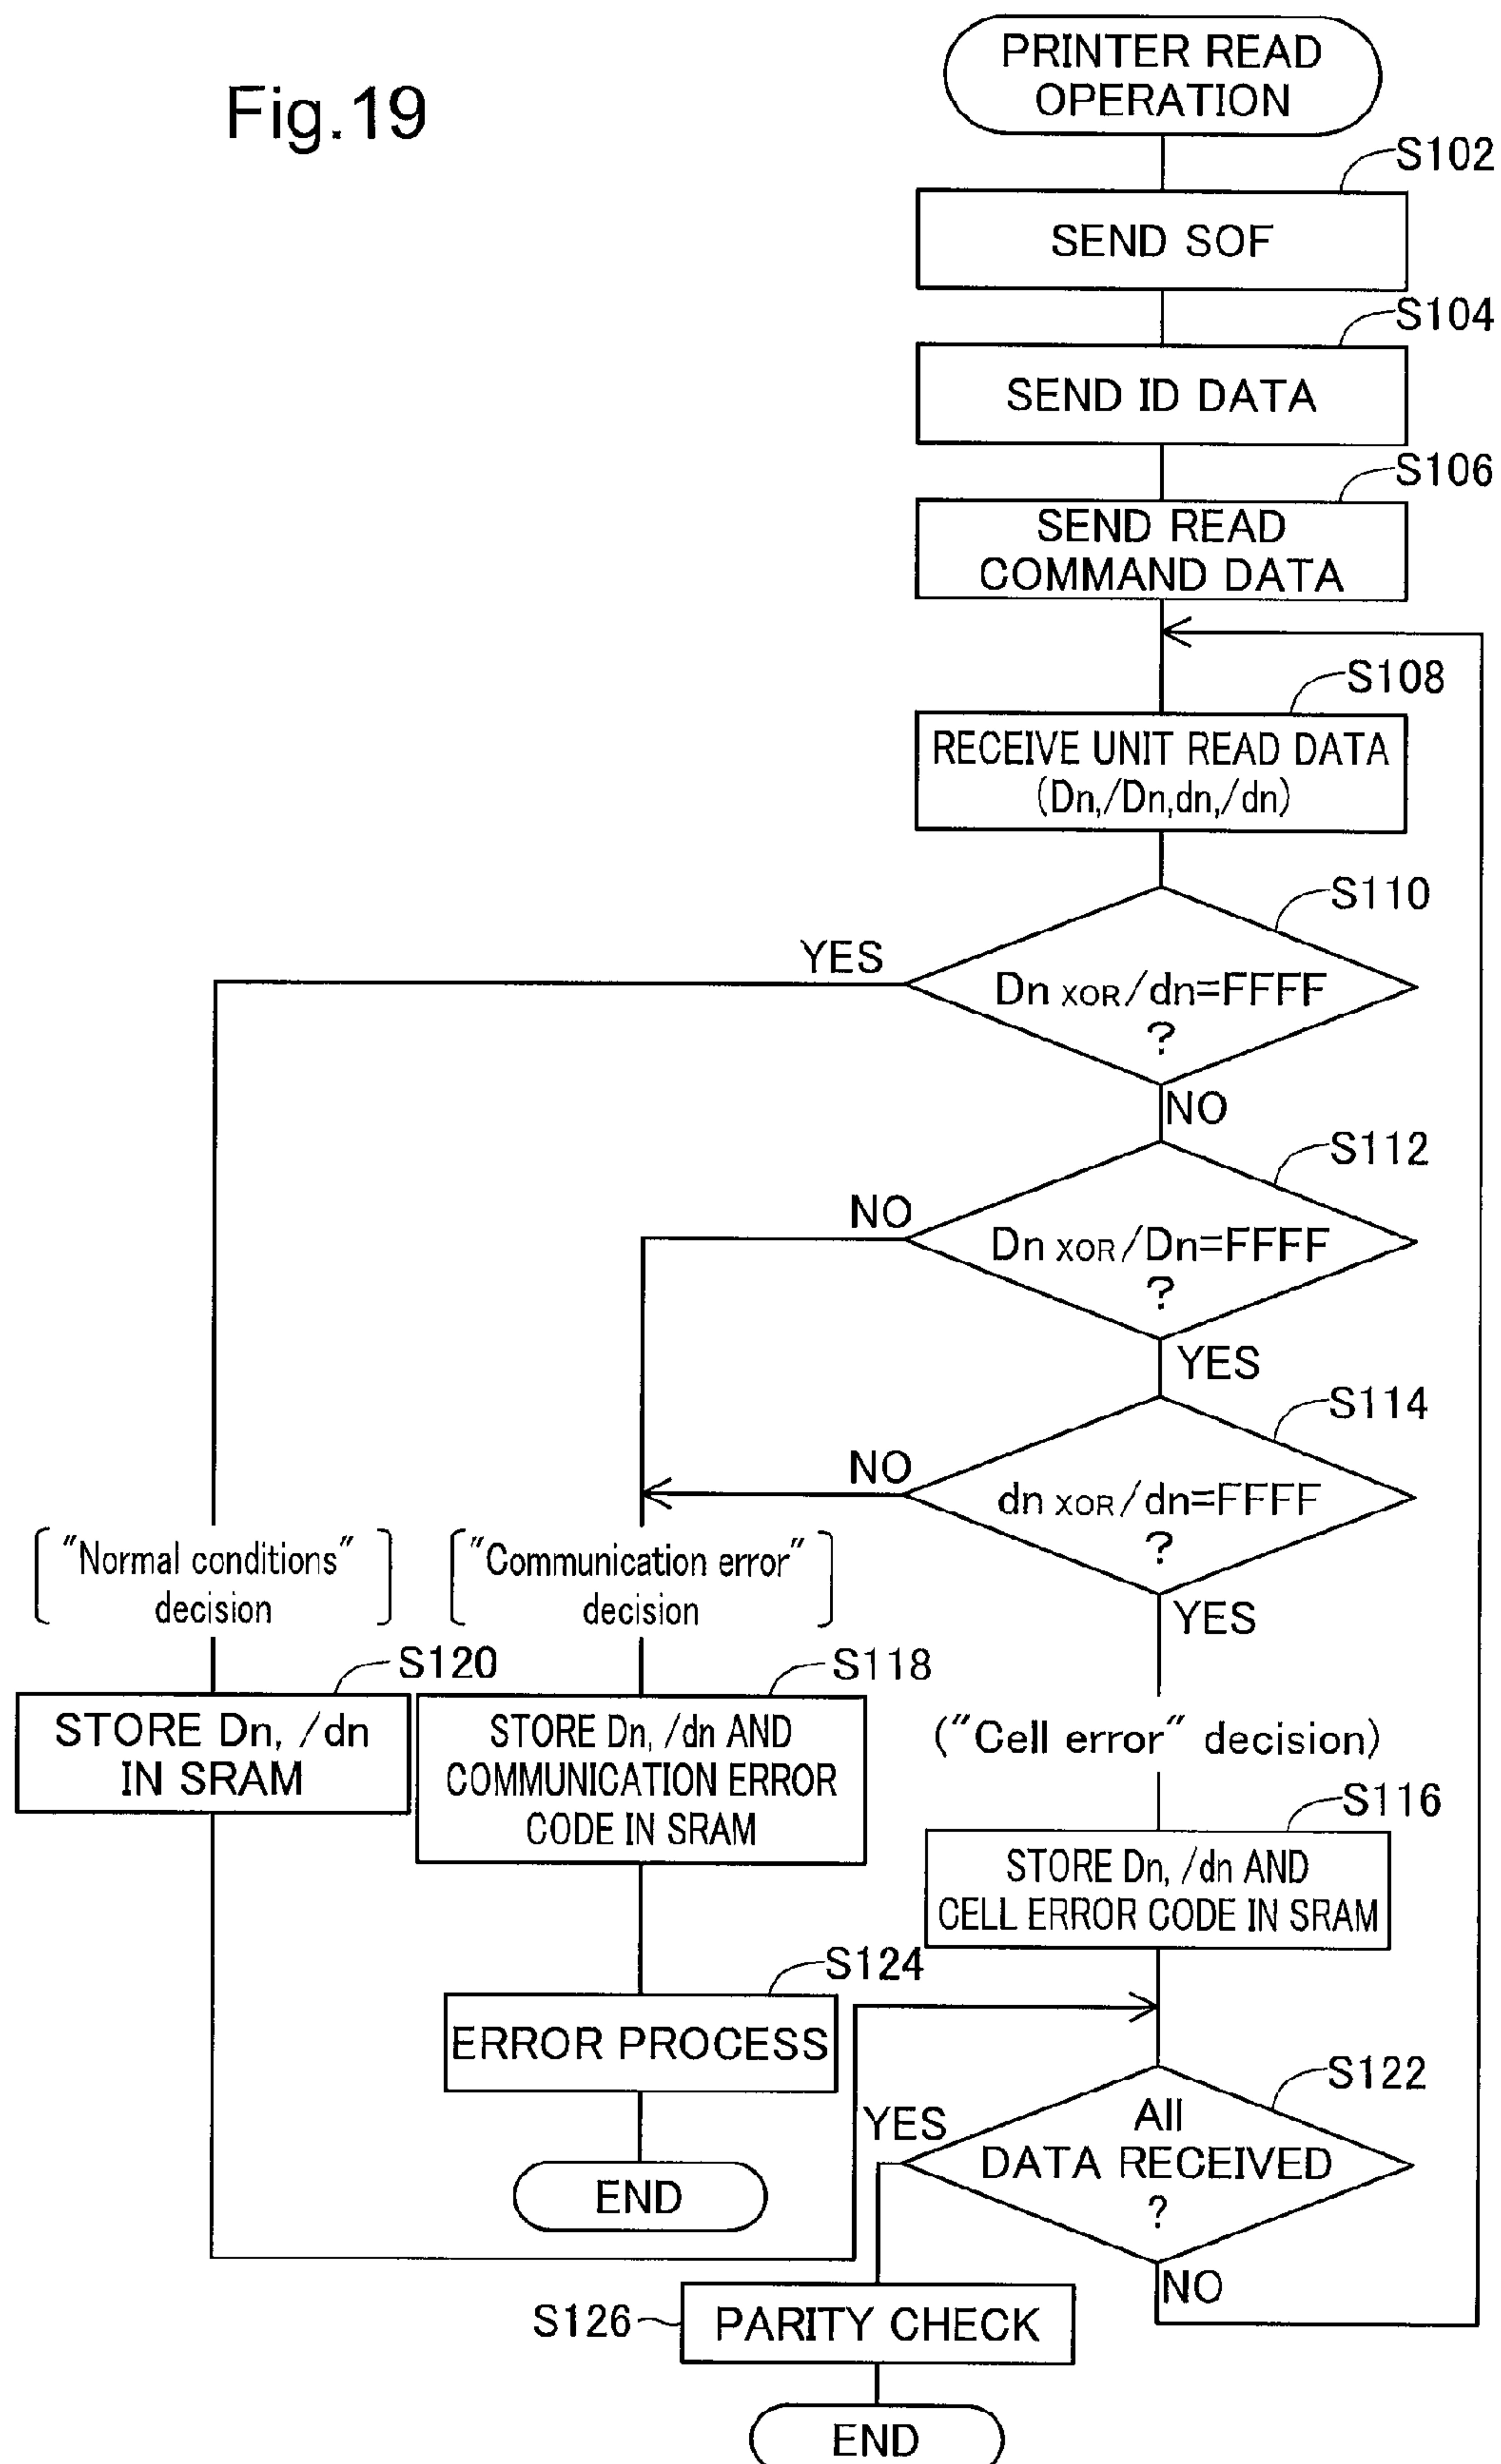 Fig.19
PRINTER READ
OPERATION
S102
SEND SOF
S104
SEND ID DATA
S106
SEND READ
COMMAND DATA
S108
RECEIVE UNIT READ DATA
(Dn,/Dn,dn,/dn)
S110
YES
Dn XOR/dn=FFFF
?
NO
S112
NO
Dn XOR/Dn=FFFF
?
YES
S114
NO
dn XOR/dn=FFFF
?
YES
"Normal conditions"
decision
"Communication error"
decision
S120
STORE Dn, /dn
IN SRAM
S118
STORE Dn, /dn AND
COMMUNICATION ERROR
CODE IN SRAM
("Cell error" decision)
S116
STORE Dn, /dn AND
CELL ERROR CODE IN SRAM
S124
ERROR PROCESS
END
S122
YES
All
DATA RECEIVED
?
NO
S126
PARITY CHECK
END